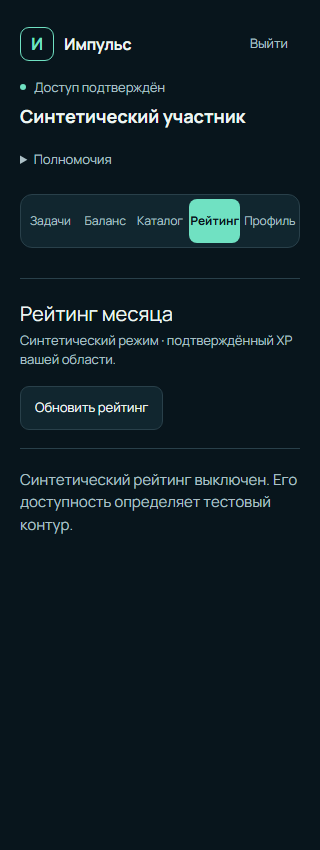 И Импульс Выйти
Доступ подтверждён
Синтетический участник
Полномочия
Задачи Баланс Каталог Рейтинг Профиль
Рейтинг месяца
Синтетический режим · подтверждённый XP
вашей области.
Обновить рейтинг
Синтетический рейтинг выключен. Его
доступность определяет тестовый
контур.